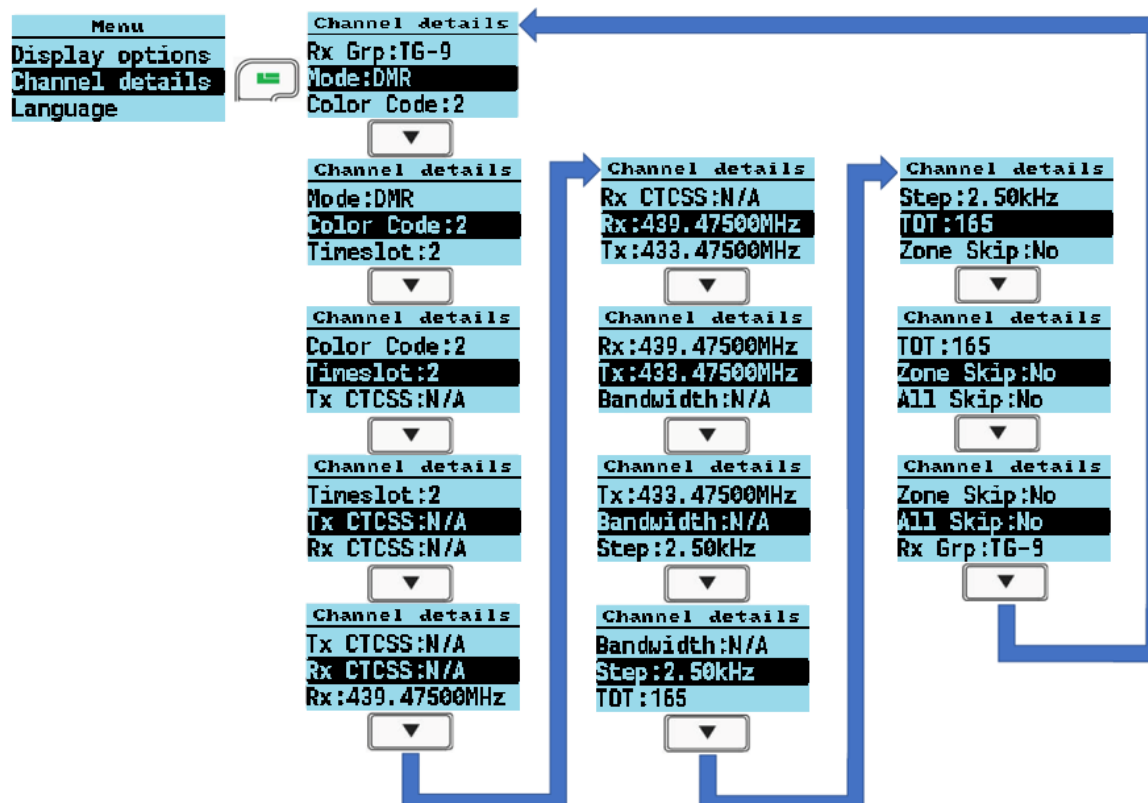 Menu
Display options
Channel details
Language
Channel details
Rx Grp:TG-9
Mode:DMR
Color Code:2
Channel details
Mode:DMR
Color Code:2
Timeslot:2
Channel details
Color Code:2
Timeslot:2
Tx CTCSS:N/A
Channel details
Timeslot:2
Tx CTCSS:N/A
Rx CTCSS:N/A
Channel details
Tx CTCSS:N/A
Rx CTCSS:N/A
Rx:439.47500MHz
Channel details
Rx CTCSS:N/A
Rx:439.47500MHz
Tx:433.47500MHz
Channel details
Rx:439.47500MHz
Tx:433.47500MHz
Bandwidth:N/A
Channel details
Tx:433.47500MHz
Bandwidth:N/A
Step:2.50kHz
Channel details
Bandwidth:N/A
Step:2.50kHz
TOT:165
Channel details
Step:2.50kHz
TOT:165
Zone Skip:No
Channel details
TOT:165
Zone Skip:No
All Skip:No
Channel details
Zone Skip:No
All Skip:No
Rx Grp:TG-9